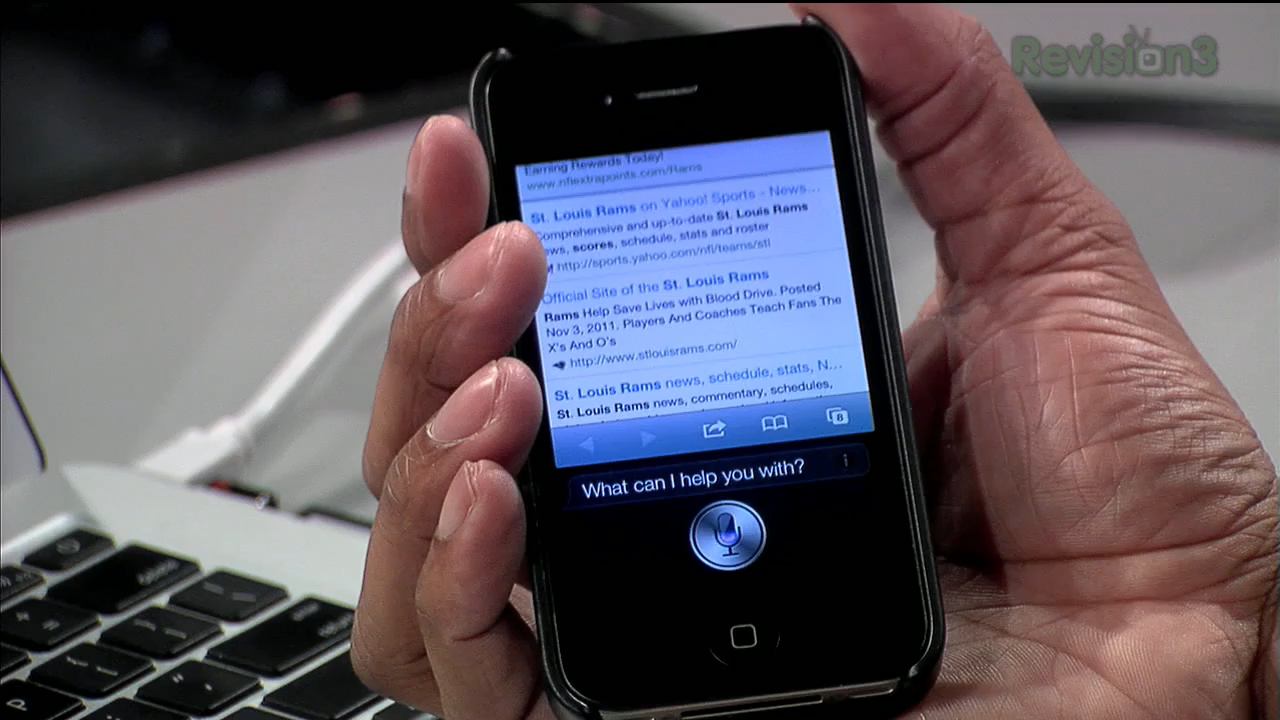 Revision3
Earning Rewards Today!
www.nflextrapoints.com/Rams
St. Louis Rams on Yahoo! Sports - News...
Comprehensive and up-to-date St. Louis Rams
news, scores, schedule, stats and roster
http://sports.yahoo.com/nfl/teams/stl
Official Site of the St. Louis Rams
Rams Help Save Lives with Blood Drive. Posted
Nov 3, 2011. Players And Coaches Teach Fans The
X's And O's
http://www.stlouisrams.com/
St. Louis Rams news, schedule, stats, N...
St. Louis Rams news, commentary, schedules,
8
What can I help you with?
i
P